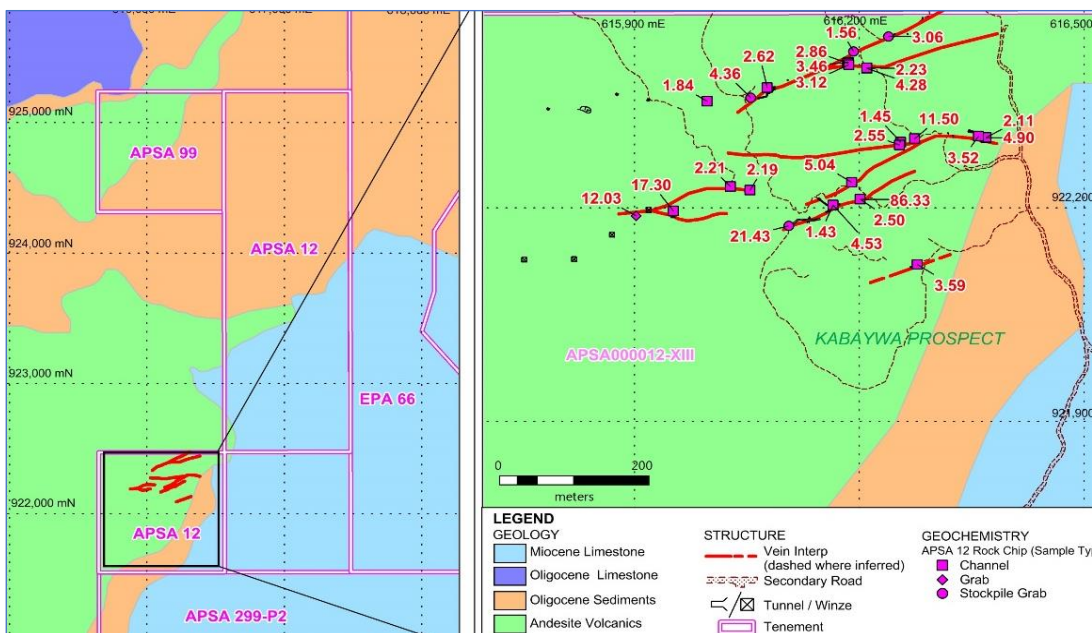 925,000 mN
924,000 mN
923,000 mN
922,000 mN
APSA 99
APSA 12
EPA 66
APSA 12
APSA 299-P2
615,900 mE
616,200 mE
616,500 mE
1.56
3.06
2.86
3.46
3.12
2.62
4.36
1.84
2.23
4.28
1.45
2.55
11.50
2.11
4.90
3.52
5.04
2.21
2.19
17.30
12.03
86.33
2.50
922,200
21.43
1.43
4.53
3.59
KABAYWA PROSPECT
APSA000012-XIII
921,900
0
200
meters
LEGEND
GEOLOGY
Miocene Limestone
Oligocene Limestone
Oligocene Sediments
Andesite Volcanics
STRUCTURE
Vein Interp
(dashed where inferred)
Secondary Road
Tunnel / Winze
Tenement
GEOCHEMISTRY
APSA 12 Rock Chip (Sample Ty
Channel
Grab
Stockpile Grab